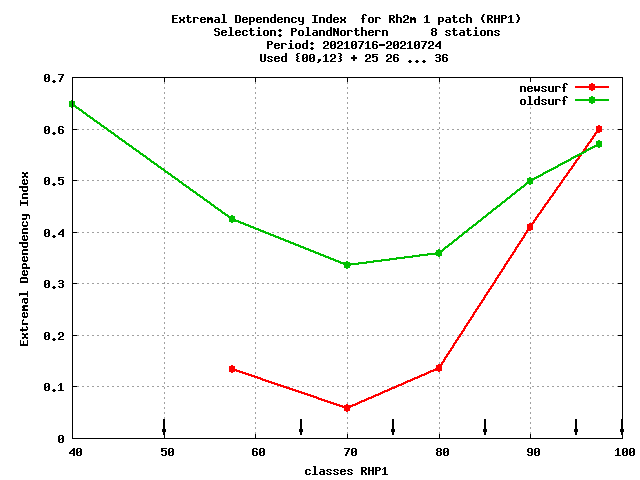 Extremal Dependency Index  for Rh2m 1 patch (RHP1)
Selection: PolandNorthern      8 stations
Period: 20210716-20210724
Used {00,12} + 25 26 ... 36
newsurf
oldsurf
0.7
0.6
0.5
0.4
0.3
0.2
0.1
0
Extremal Dependency Index
40 50 60 70 80 90 100
classes RHP1